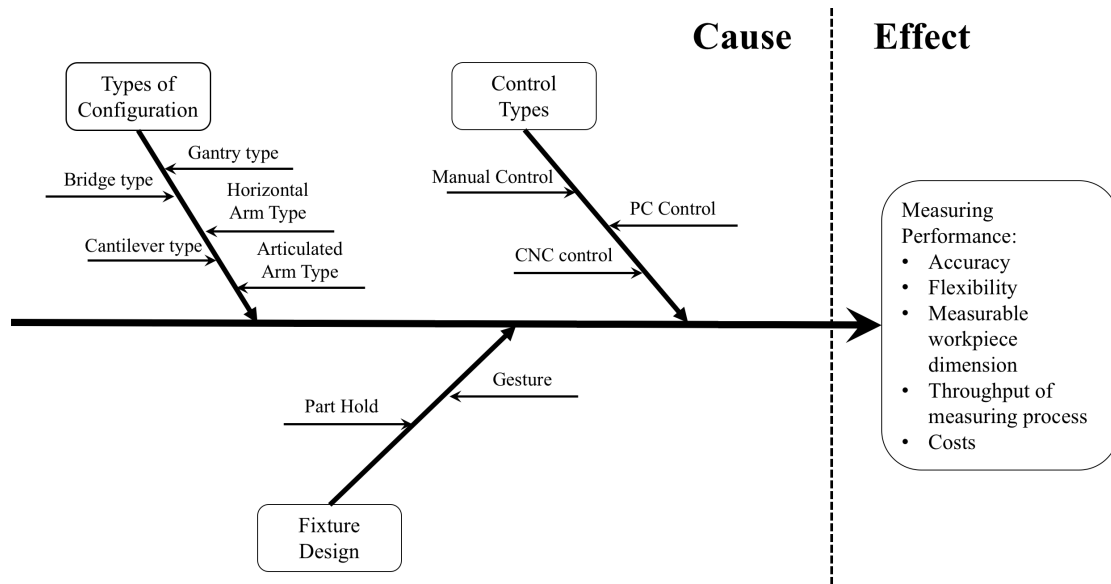 Cause
Effect
Types of
Configuration
Control
Types
Gantry type
Bridge type
Horizontal
Arm Type
Cantilever type
Articulated
Arm Type
Manual Control
PC Control
CNC control
Measuring
Performance:
• Accuracy
• Flexibility
• Measurable
workpiece
dimension
• Throughput of
measuring process
• Costs
Gesture
Part Hold
Fixture
Design